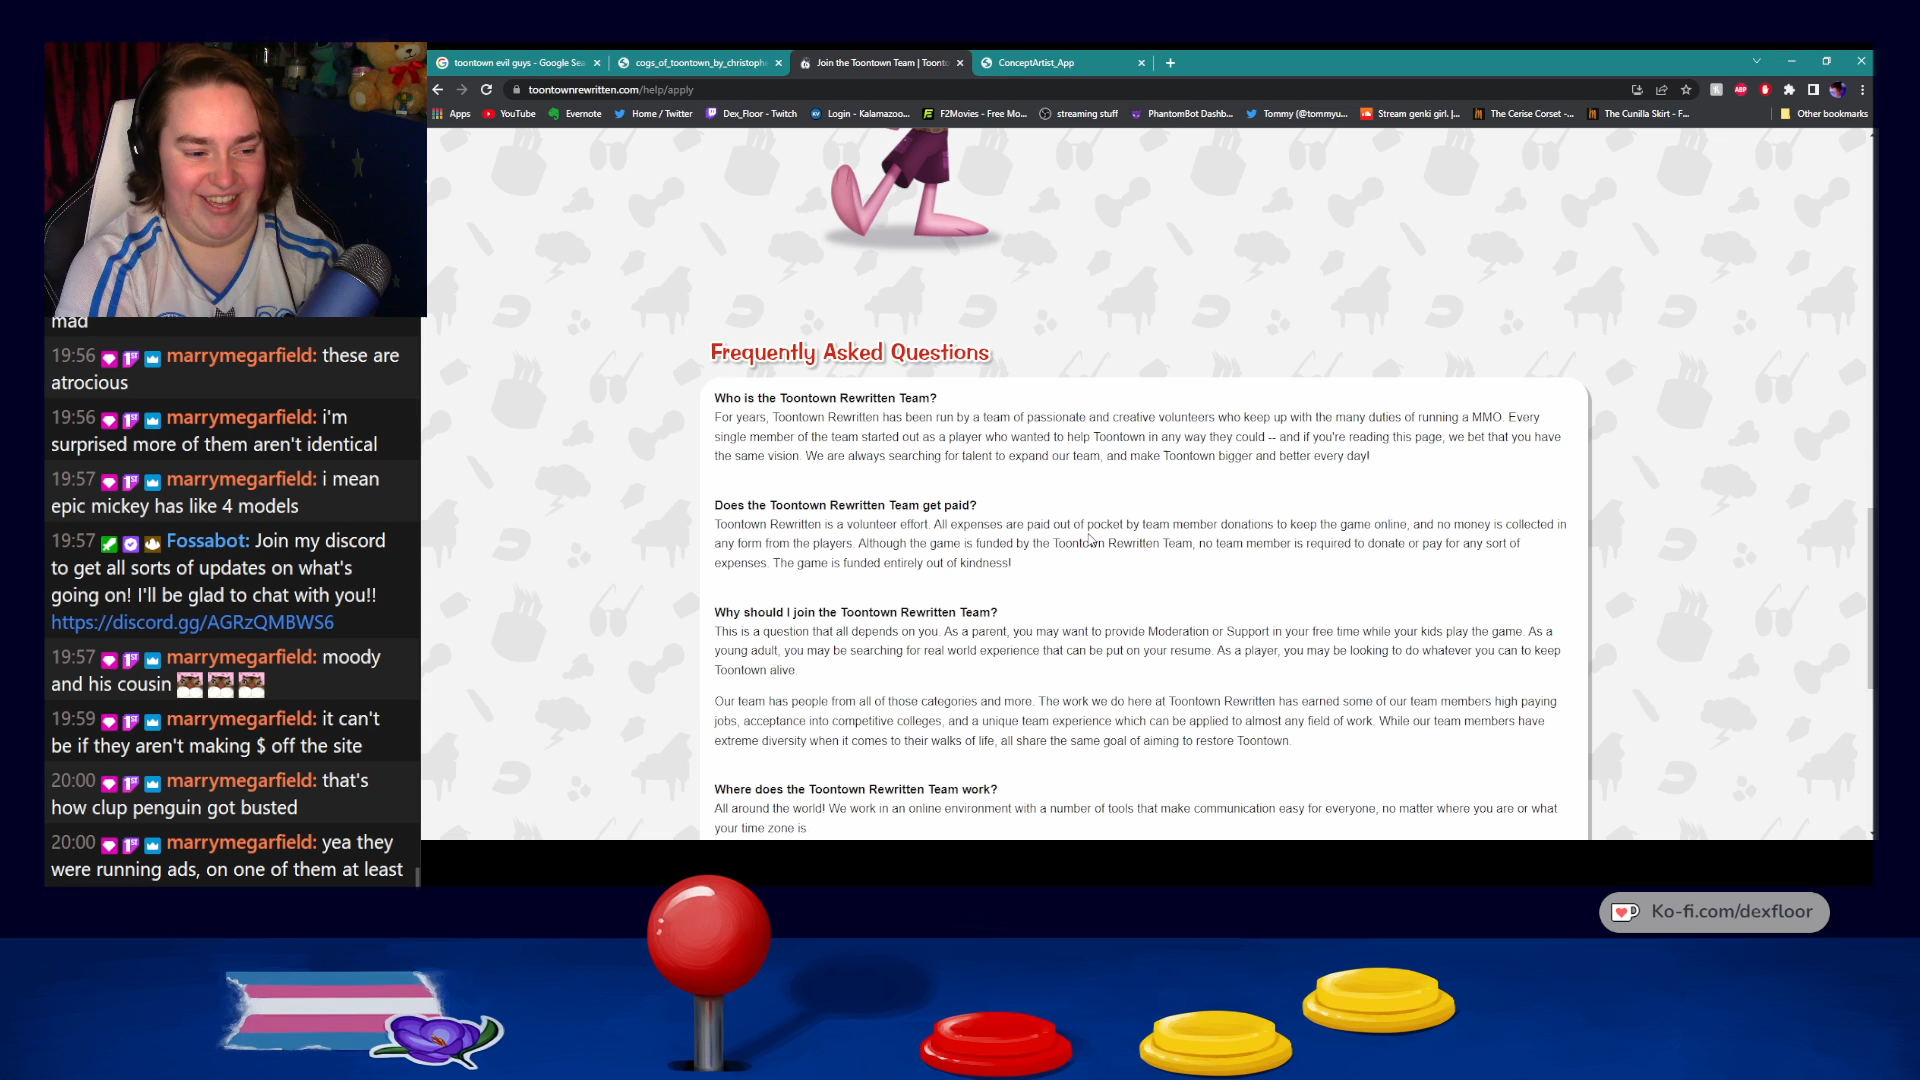 toontown evil guys - Google Sea
cogs_of_toontown_by_christophe
Join the Toontown Team | Toonto
ConceptArtist_App
toontownrewritten.com/help/apply
Apps
YouTube
Evernote
Home / Twitter
Dex_Floor - Twitch
Login - Kalamazoo...
F2Movies - Free Mo...
streaming stuff
PhantomBot Dashb...
Tommy (@tommyu...
Stream genki girl. |...
The Cerise Corset -...
The Cunilla Skirt - F...
Other bookmarks
mad
19:56 marrymegarfield: these are
atrocious
19:56 marrymegarfield: i'm
surprised more of them aren't identical
19:57 marrymegarfield: i mean
epic mickey has like 4 models
19:57 Fossabot: Join my discord
to get all sorts of updates on what's
going on! I'll be glad to chat with you!!
https://discord.gg/AGRzQMBWS6
19:57 marrymegarfield: moody
and his cousin
19:59 marrymegarfield: it can't
be if they aren't making $ off the site
20:00 marrymegarfield: that's
how clup penguin got busted
20:00 marrymegarfield: yea they
were running ads, on one of them at least
Frequently Asked Questions
Who is the Toontown Rewritten Team?
For years, Toontown Rewritten has been run by a team of passionate and creative volunteers who keep up with the many duties of running a MMO. Every
single member of the team started out as a player who wanted to help Toontown in any way they could -- and if you're reading this page, we bet that you have
the same vision. We are always searching for talent to expand our team, and make Toontown bigger and better every day!
Does the Toontown Rewritten Team get paid?
Toontown Rewritten is a volunteer effort. All expenses are paid out of pocket by team member donations to keep the game online, and no money is collected in
any form from the players. Although the game is funded by the Toontown Rewritten Team, no team member is required to donate or pay for any sort of
expenses. The game is funded entirely out of kindness!
Why should I join the Toontown Rewritten Team?
This is a question that all depends on you. As a parent, you may want to provide Moderation or Support in your free time while your kids play the game. As a
young adult, you may be searching for real world experience that can be put on your resume. As a player, you may be looking to do whatever you can to keep
Toontown alive.
Our team has people from all of those categories and more. The work we do here at Toontown Rewritten has earned some of our team members high paying
jobs, acceptance into competitive colleges, and a unique team experience which can be applied to almost any field of work. While our team members have
extreme diversity when it comes to their walks of life, all share the same goal of aiming to restore Toontown.
Where does the Toontown Rewritten Team work?
All around the world! We work in an online environment with a number of tools that make communication easy for everyone, no matter where you are or what
your time zone is.
Ko-fi.com/dexfloor